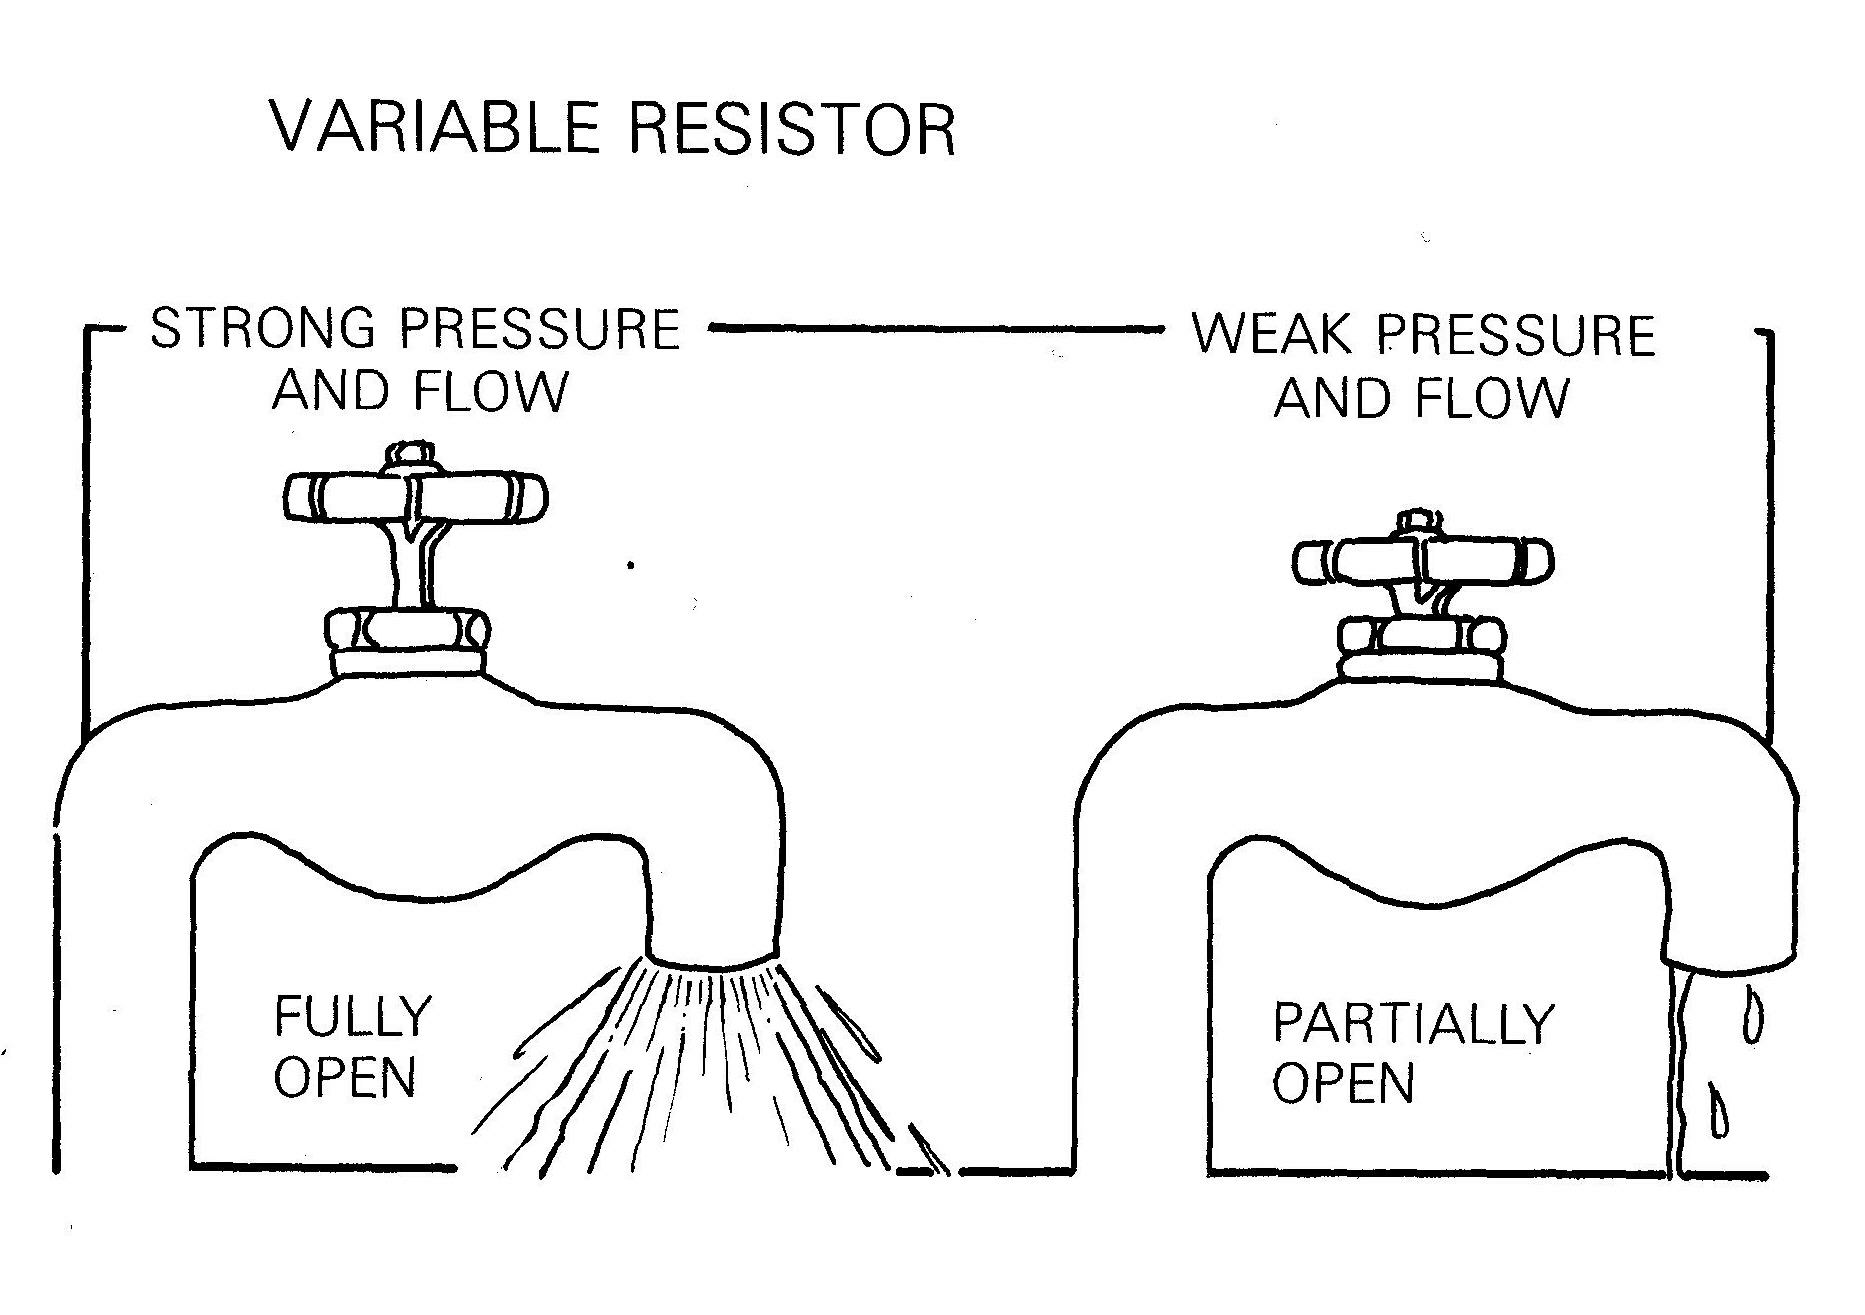 VARIABLE RESISTOR
STRONG PRESSURE
AND FLOW
WEAK PRESSURE
AND FLOW
FULLY
OPEN
PARTIALLY
OPEN